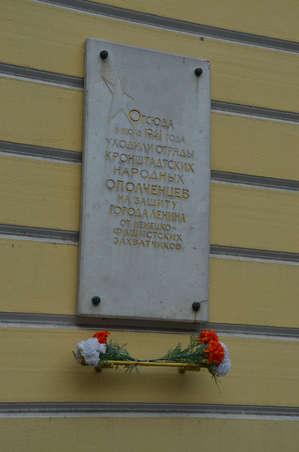 Отсюда
в июле 1941 года
уходили отряды
кронштадтских
народных
ополченцев
на защиту
города Ленина
от немецко-
фашистских
захватчиков